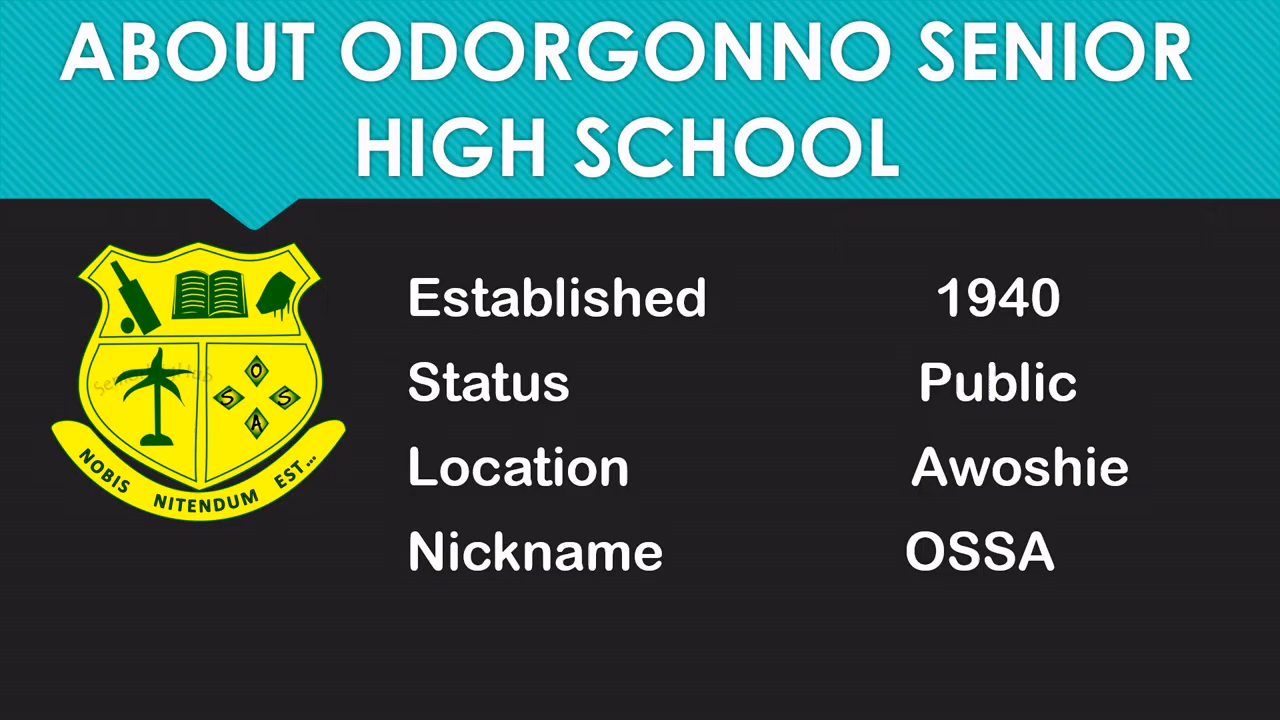 ABOUT ODORGONNO SENIOR
HIGH SCHOOL
Established 1940
Status Public
Location Awoshie
Nickname OSSA
O
S S
A
NOBIS NITENDUM EST...